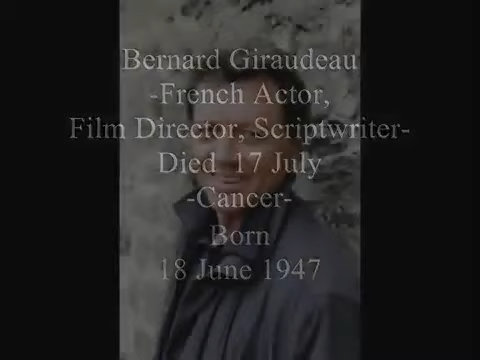 Bernard Giraudeau
-French Actor,
Film Director, Scriptwriter-
Died 17 July
-Cancer-
Born
18 June 1947